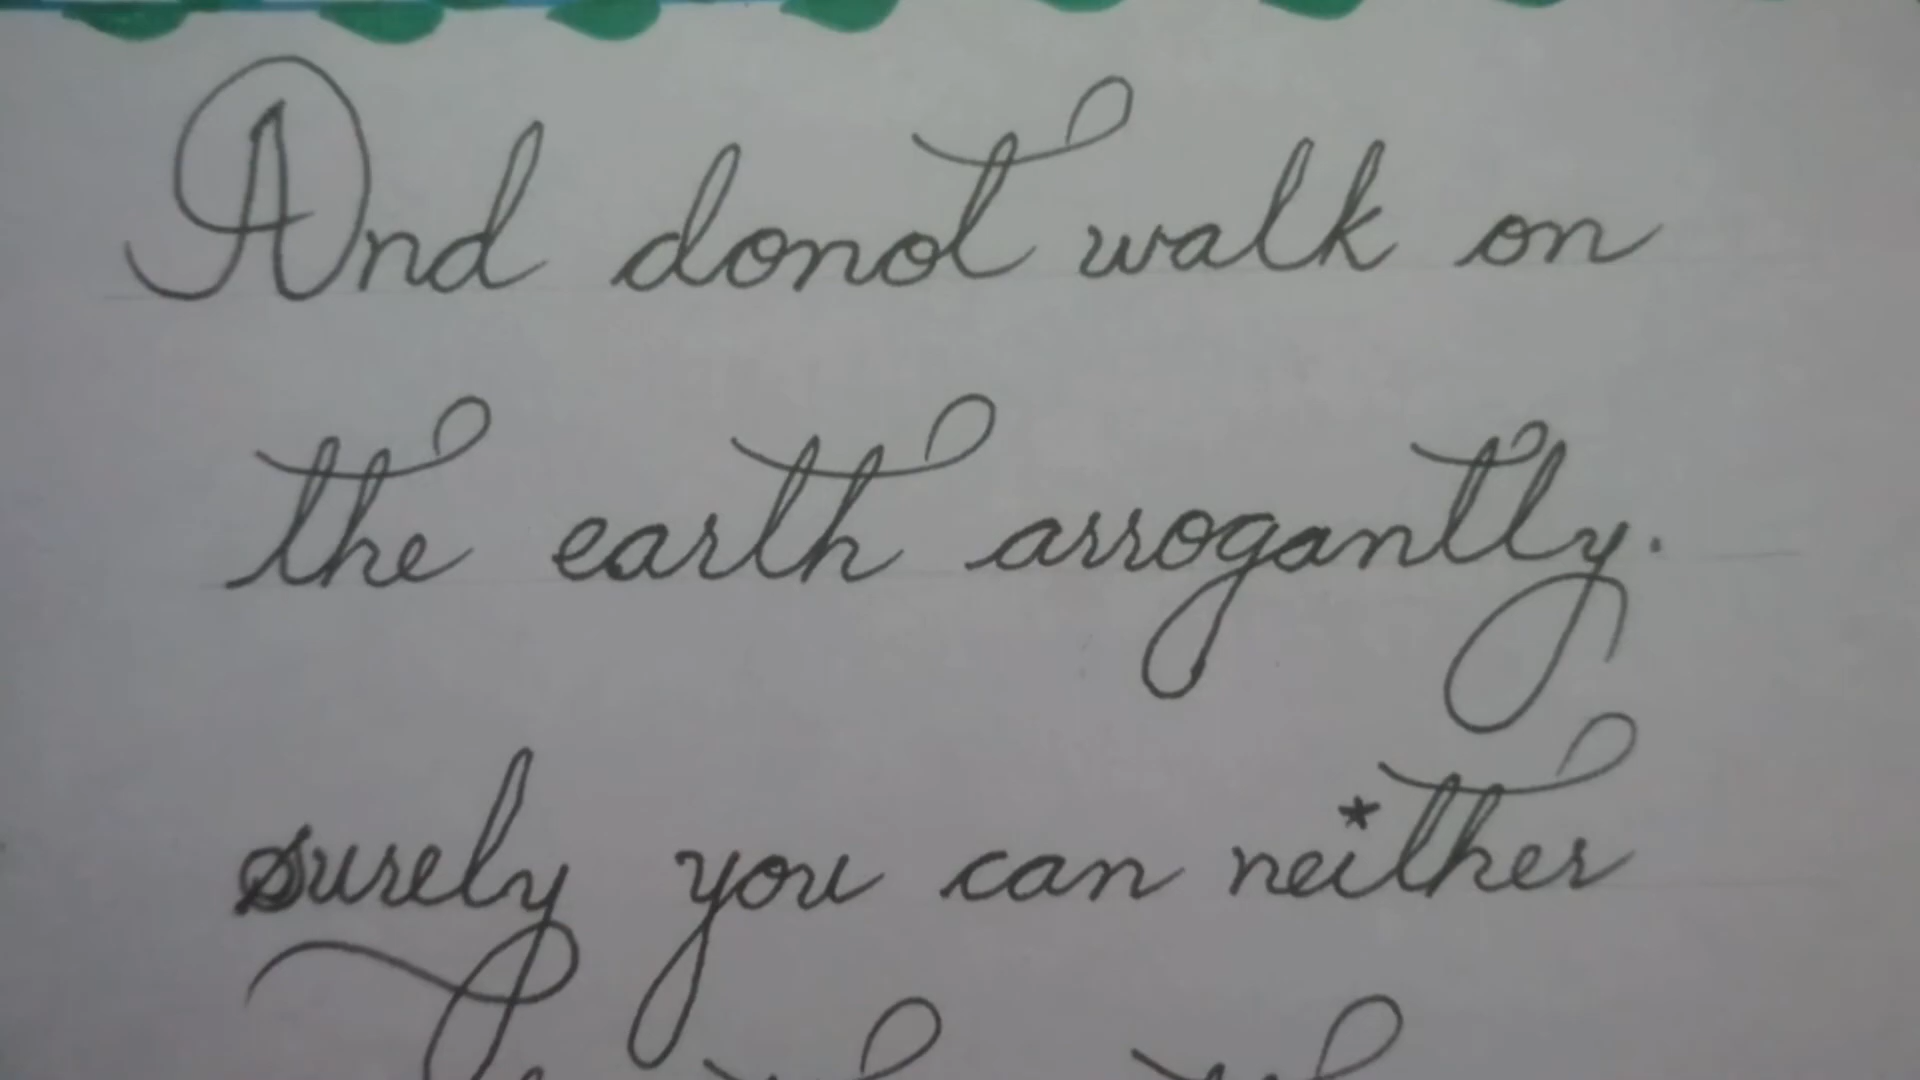 And donot walk on
the earth arrogantly.
surely you can neither